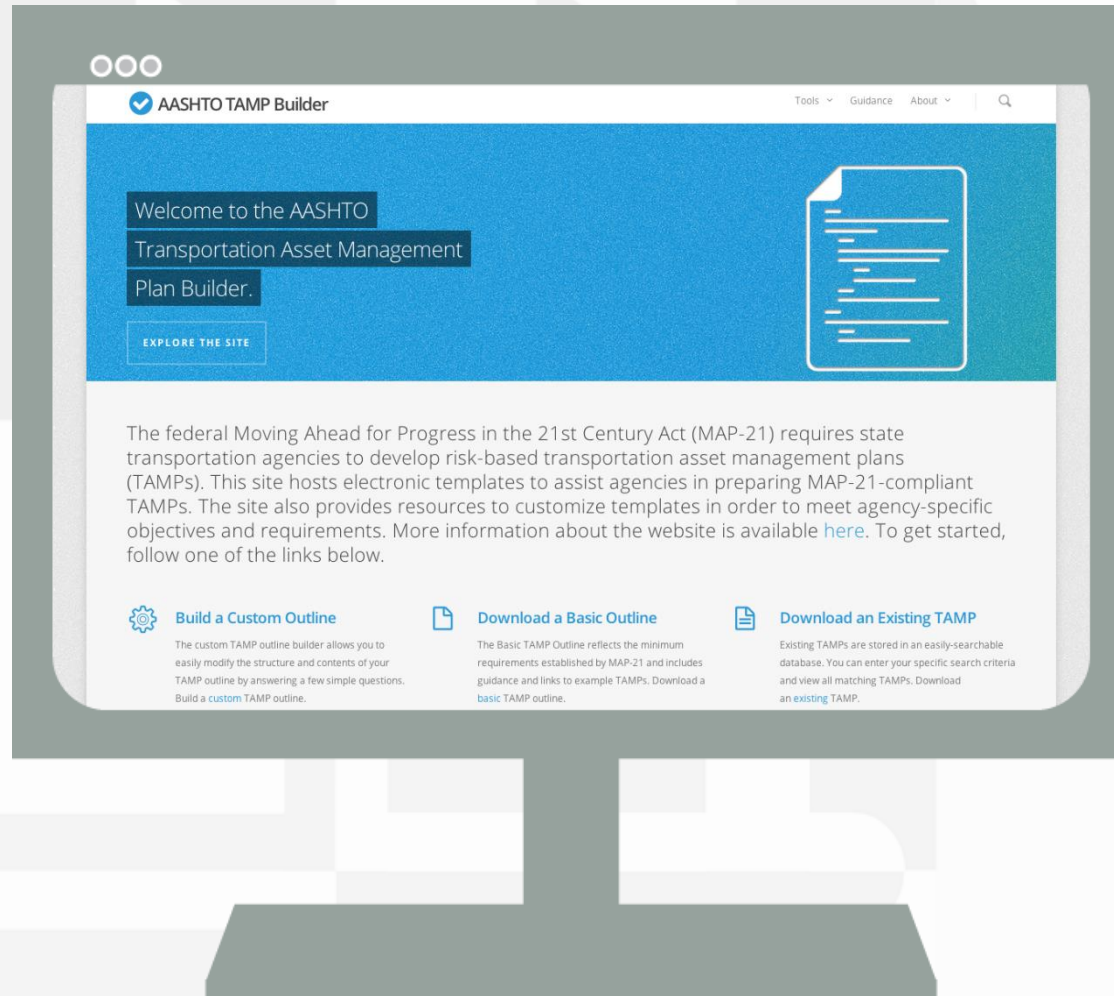 AASHTO TAMP Builder
Tools Guidance About
Welcome to the AASHTO
Transportation Asset Management
Plan Builder.
EXPLORE THE SITE
The federal Moving Ahead for Progress in the 21st Century Act (MAP-21) requires state
transportation agencies to develop risk-based transportation asset management plans
(TAMPs). This site hosts electronic templates to assist agencies in preparing MAP-21-compliant
TAMPs. The site also provides resources to customize templates in order to meet agency-specific
objectives and requirements. More information about the website is available here. To get started,
follow one of the links below.
Build a Custom Outline
The custom TAMP outline builder allows you to
easily modify the structure and contents of your
TAMP outline by answering a few simple questions.
Build a custom TAMP outline.
Download a Basic Outline
The Basic TAMP Outline reflects the minimum
requirements established by MAP-21 and includes
guidance and links to example TAMPs. Download a
basic TAMP outline.
Download an Existing TAMP
Existing TAMPs are stored in an easily-searchable
database. You can enter your specific search criteria
and view all matching TAMPs. Download
an existing TAMP.